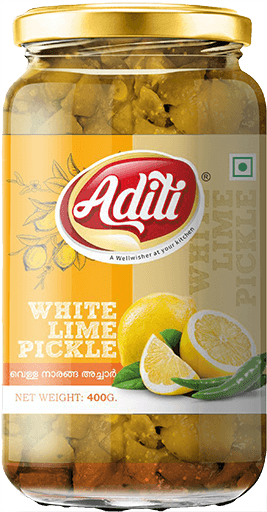 Aditi®
A Wellwisher at your kitchen
WHITE
LIME
PICKLE
WHITE
LIME
PICKLE
വെള്ള നാരങ്ങ അച്ചാർ
NET WEIGHT: 400G.